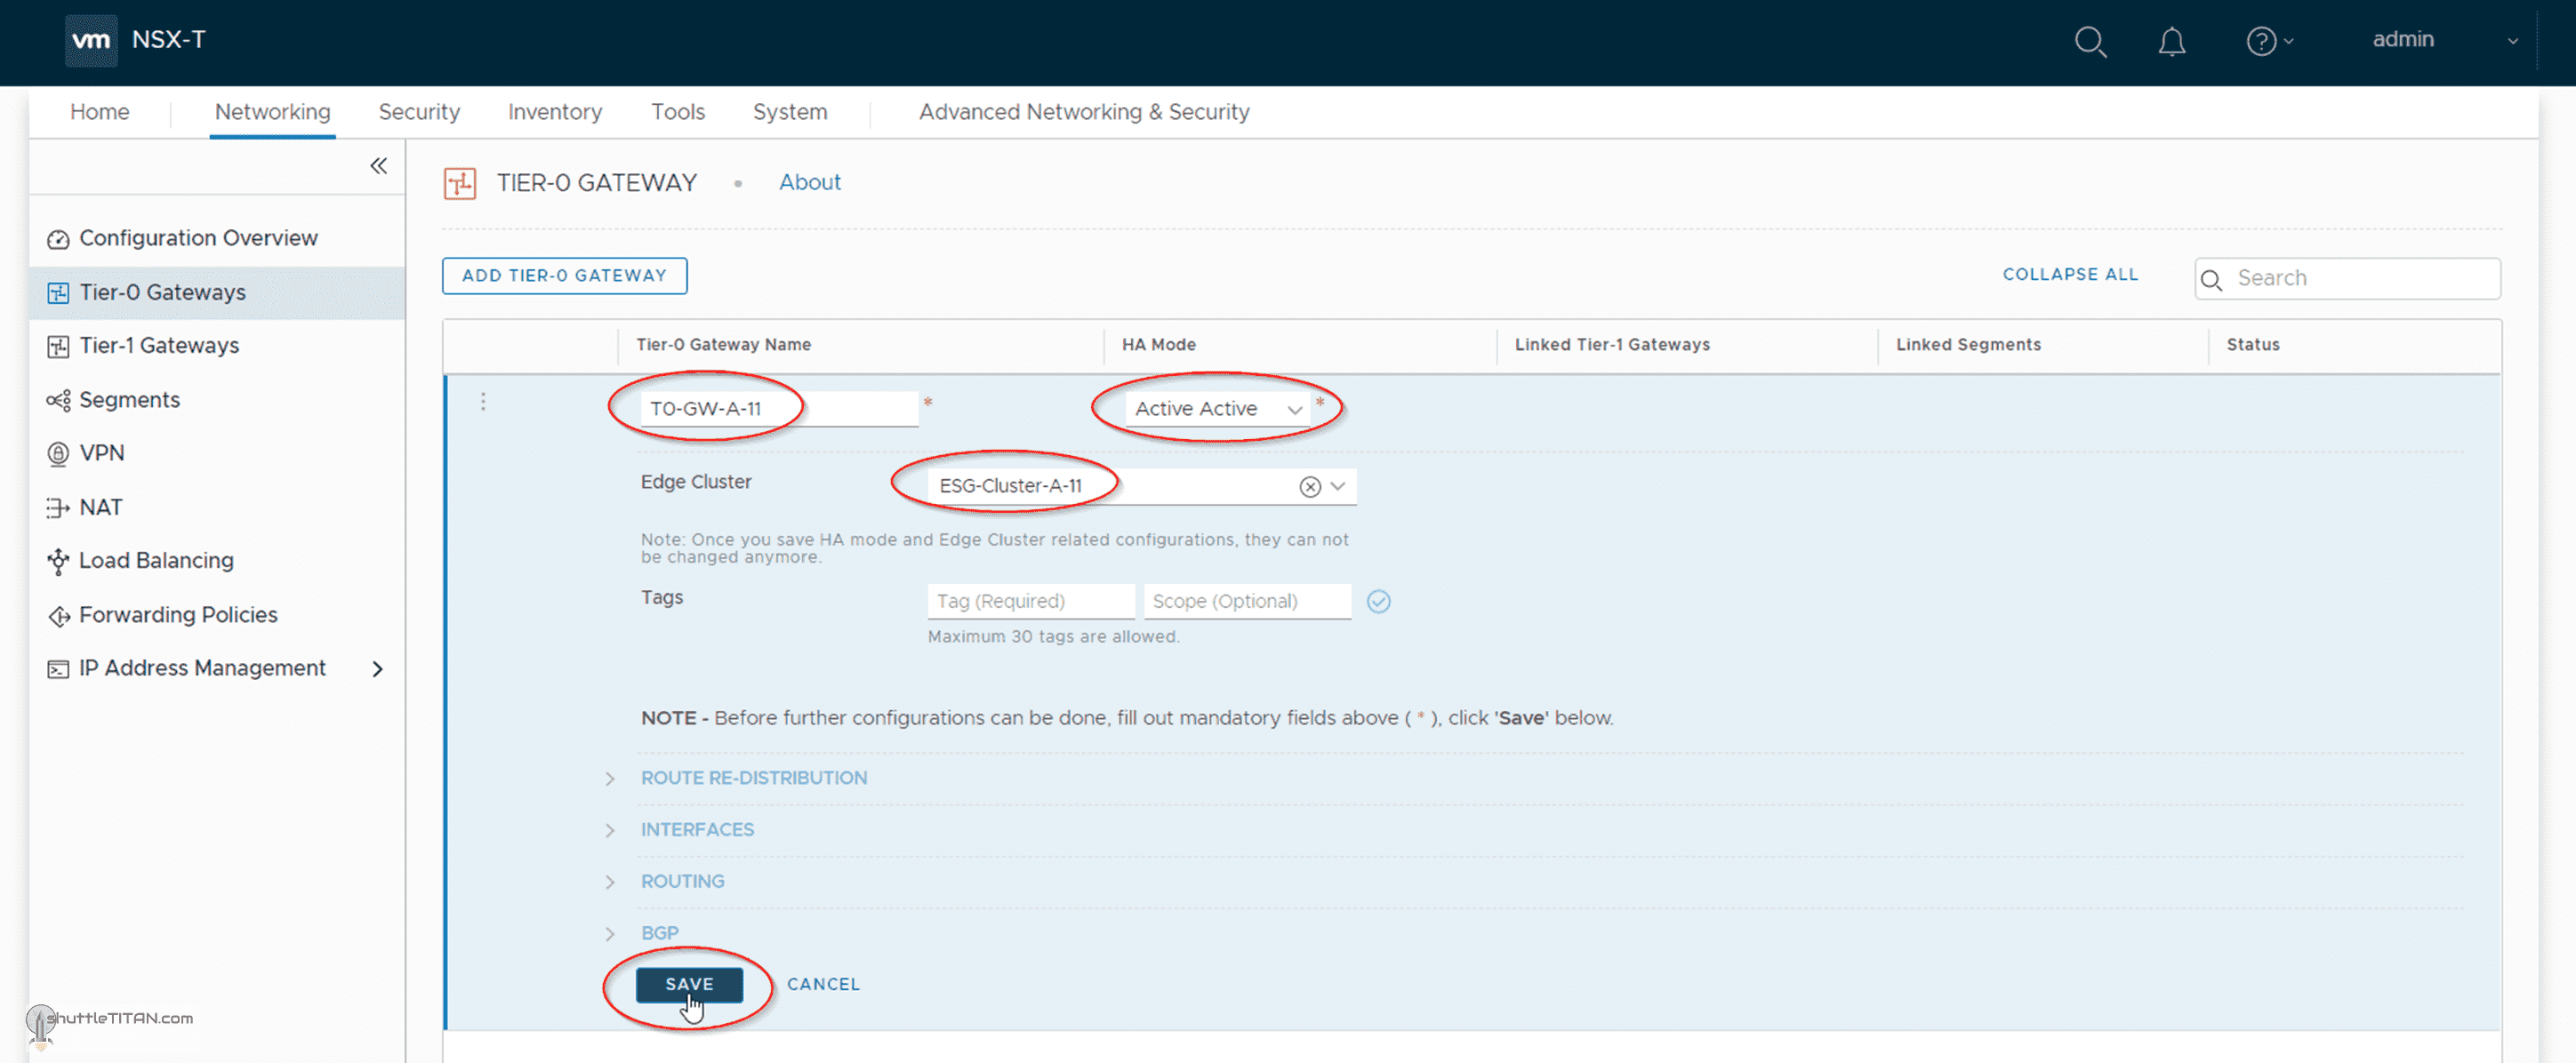 vm NSX-T admin
Home Networking Security Inventory Tools System Advanced Networking & Security
TIER-0 GATEWAY • About
Configuration Overview
Tier-0 Gateways
Tier-1 Gateways
Segments
VPN
NAT
Load Balancing
Forwarding Policies
IP Address Management
ADD TIER-0 GATEWAY COLLAPSE ALL Search
Tier-0 Gateway Name HA Mode Linked Tier-1 Gateways Linked Segments Status
T0-GW-A-11 * Active Active *
Edge Cluster ESG-Cluster-A-11
Note: Once you save HA mode and Edge Cluster related configurations, they can not
be changed anymore.
Tags Tag (Required) Scope (Optional)
Maximum 30 tags are allowed.
NOTE - Before further configurations can be done, fill out mandatory fields above ( * ), click 'Save' below.
ROUTE RE-DISTRIBUTION
INTERFACES
ROUTING
BGP
SAVE CANCEL
shuttleTITAN.com